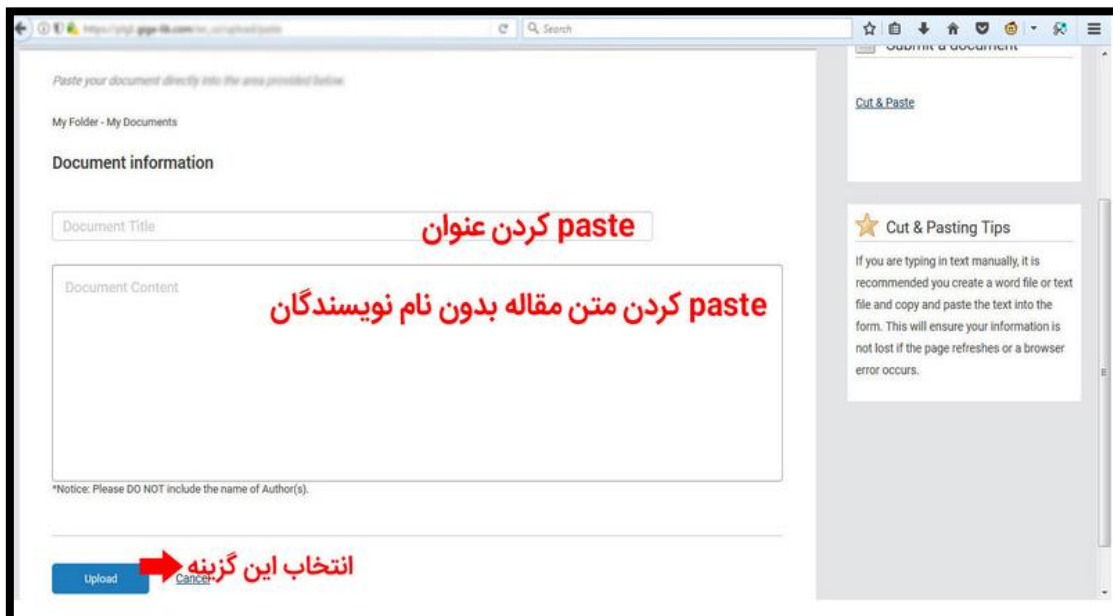 Search
Submit a document
Paste your document directly into the area provided below.
Cut & Paste
My Folder - My Documents
Document information
Document Title
paste کردن عنوان
Document Content
paste کردن متن مقاله بدون نام نویسندگان
*Notice: Please DO NOT include the name of Author(s).
Upload
Cancel
انتخاب این گزینه
Cut & Pasting Tips
If you are typing in text manually, it is
recommended you create a word file or text
file and copy and paste the text into the
form. This will ensure your information is
not lost if the page refreshes or a browser
error occurs.